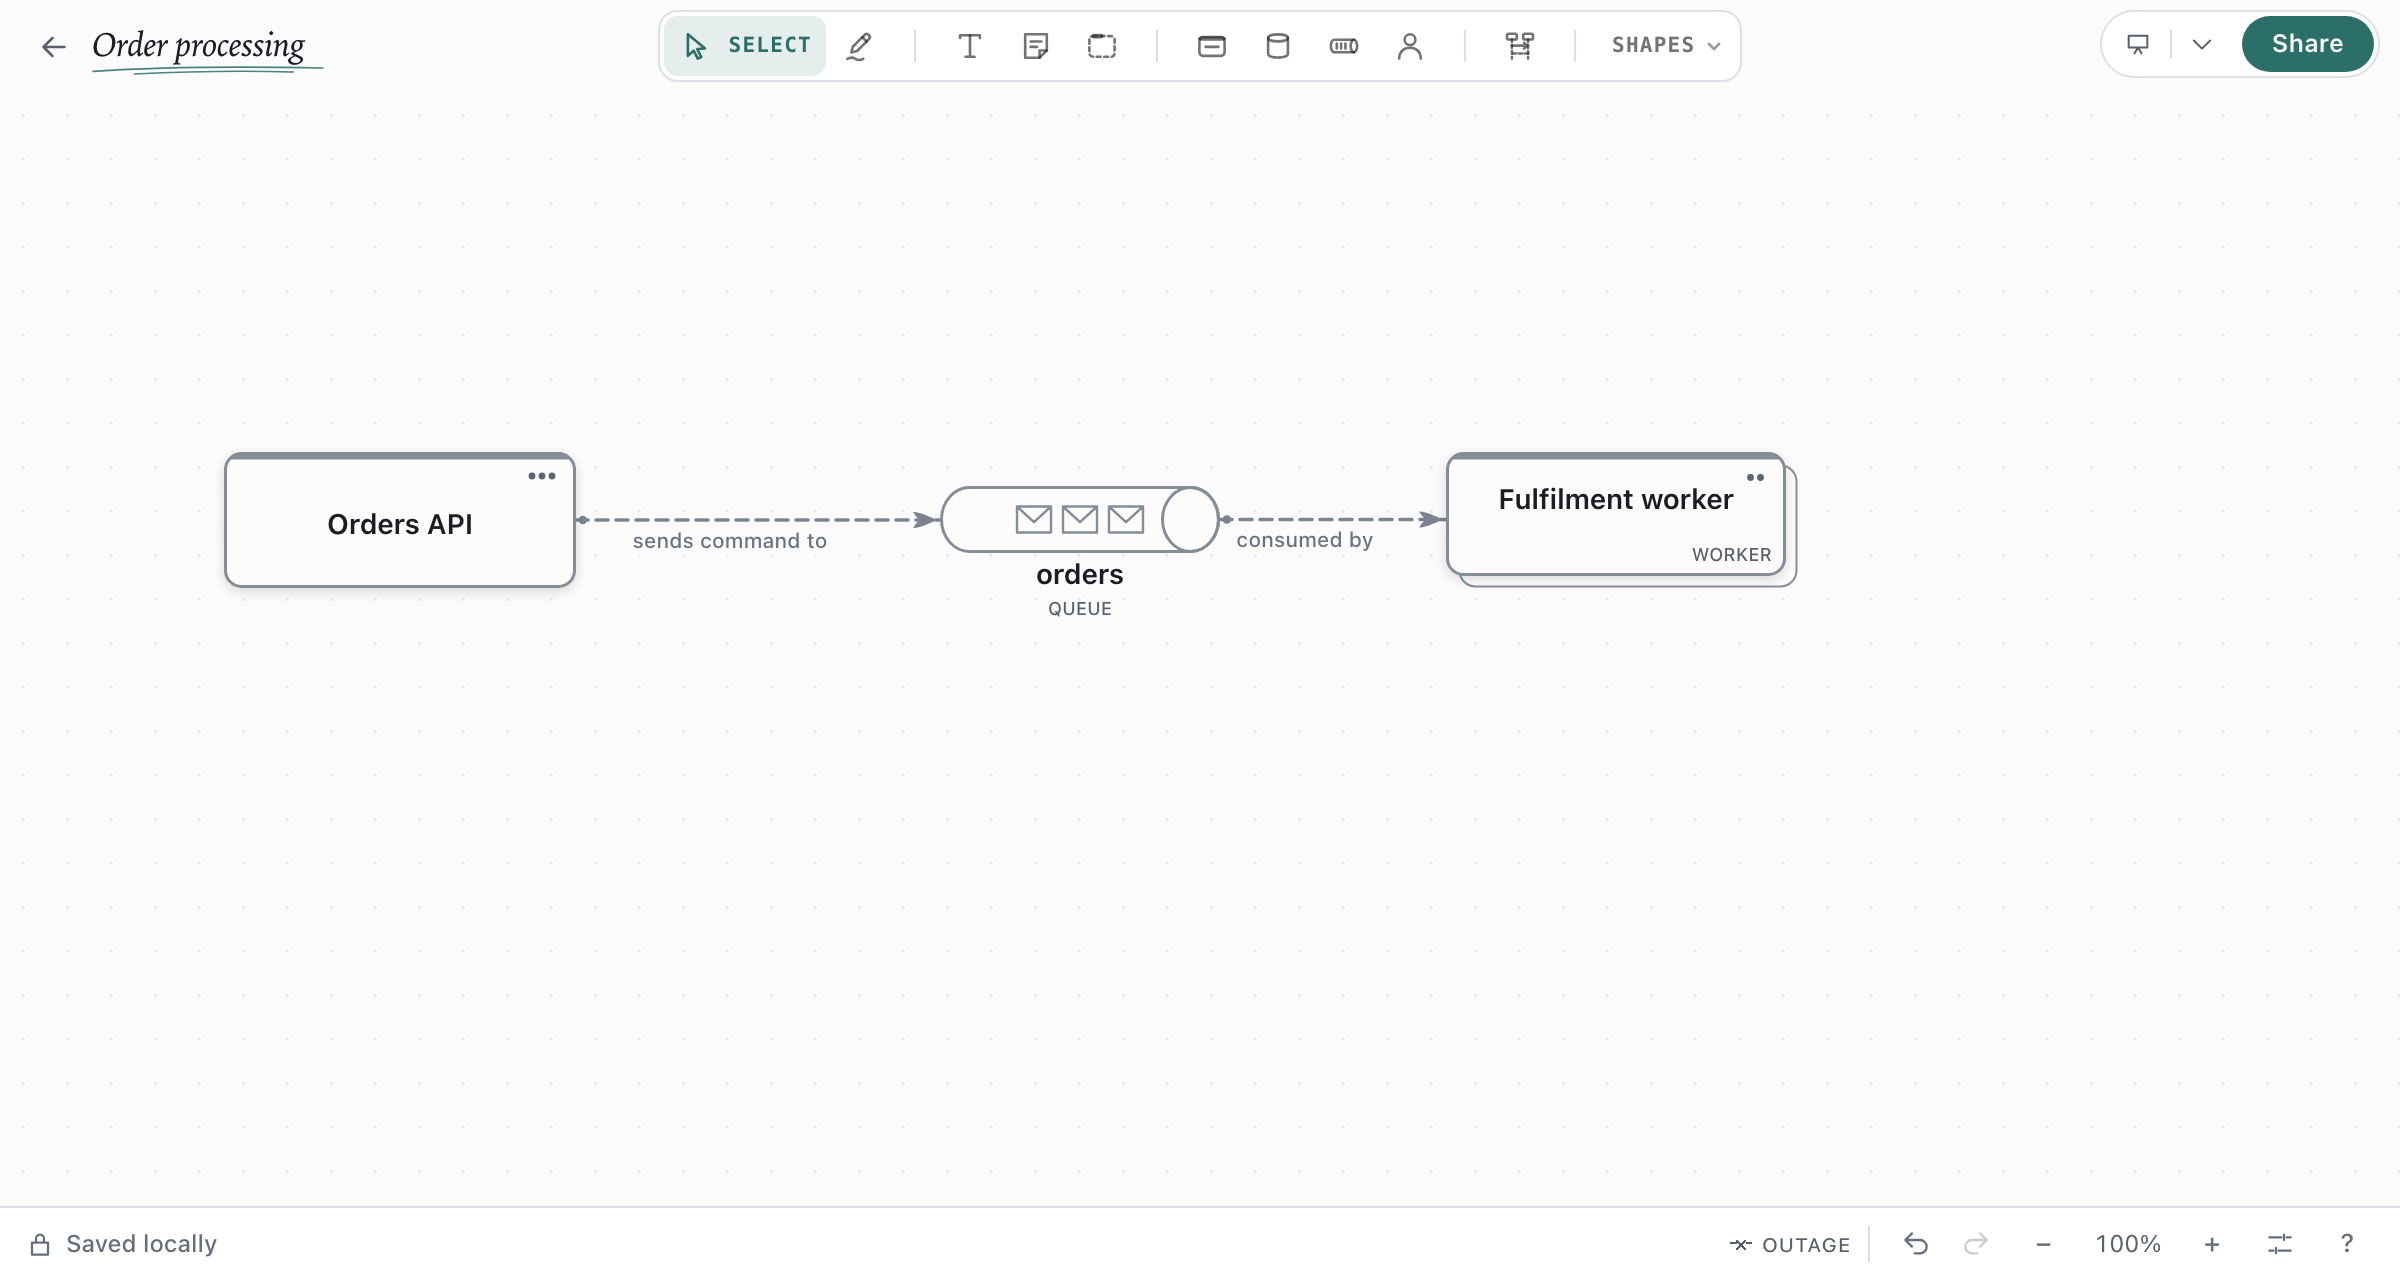 Order processing
SELECT
SHAPES
Share
Orders API
sends command to
orders
QUEUE
consumed by
Fulfilment worker
WORKER
Saved locally
OUTAGE
100%
?